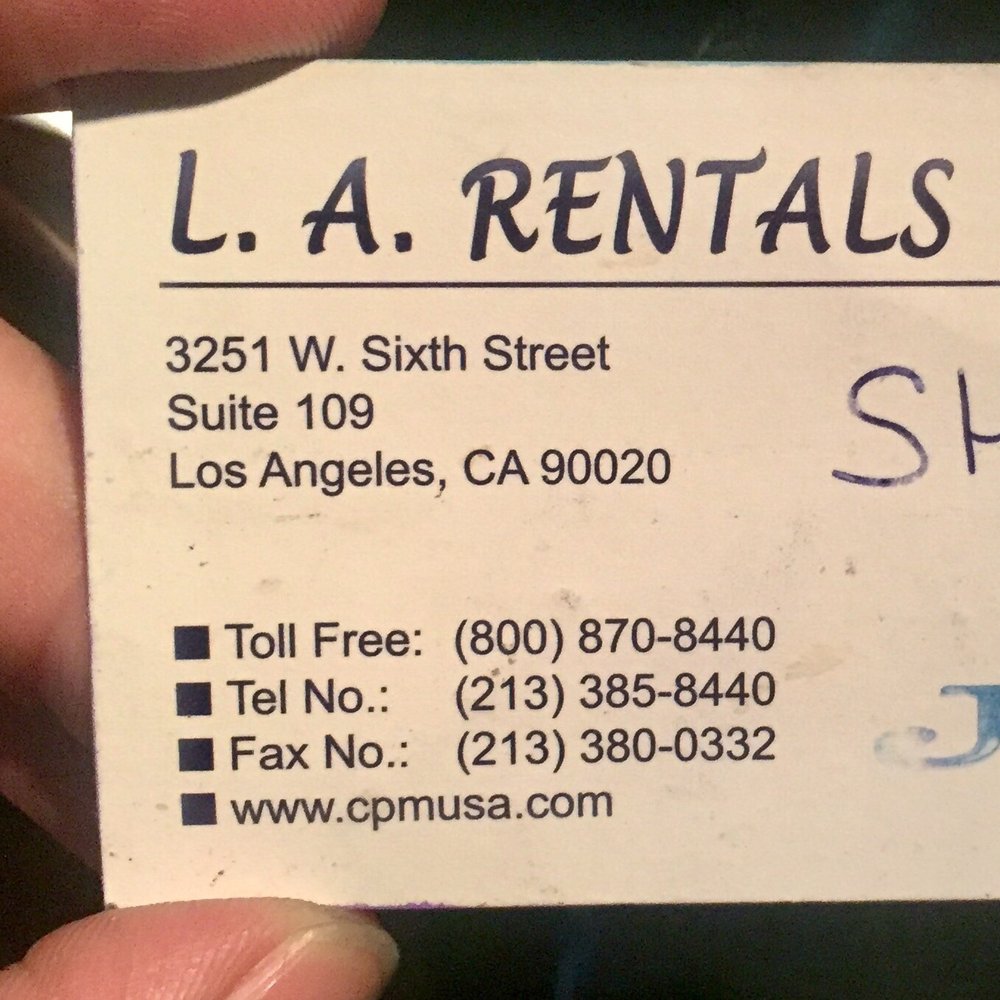 L. A. RENTALS
3251 W. Sixth Street
Suite 109
Los Angeles, CA 90020
SH
Toll Free: (800) 870-8440
Tel No.: (213) 385-8440
Fax No.: (213) 380-0332
www.cpmusa.com
J